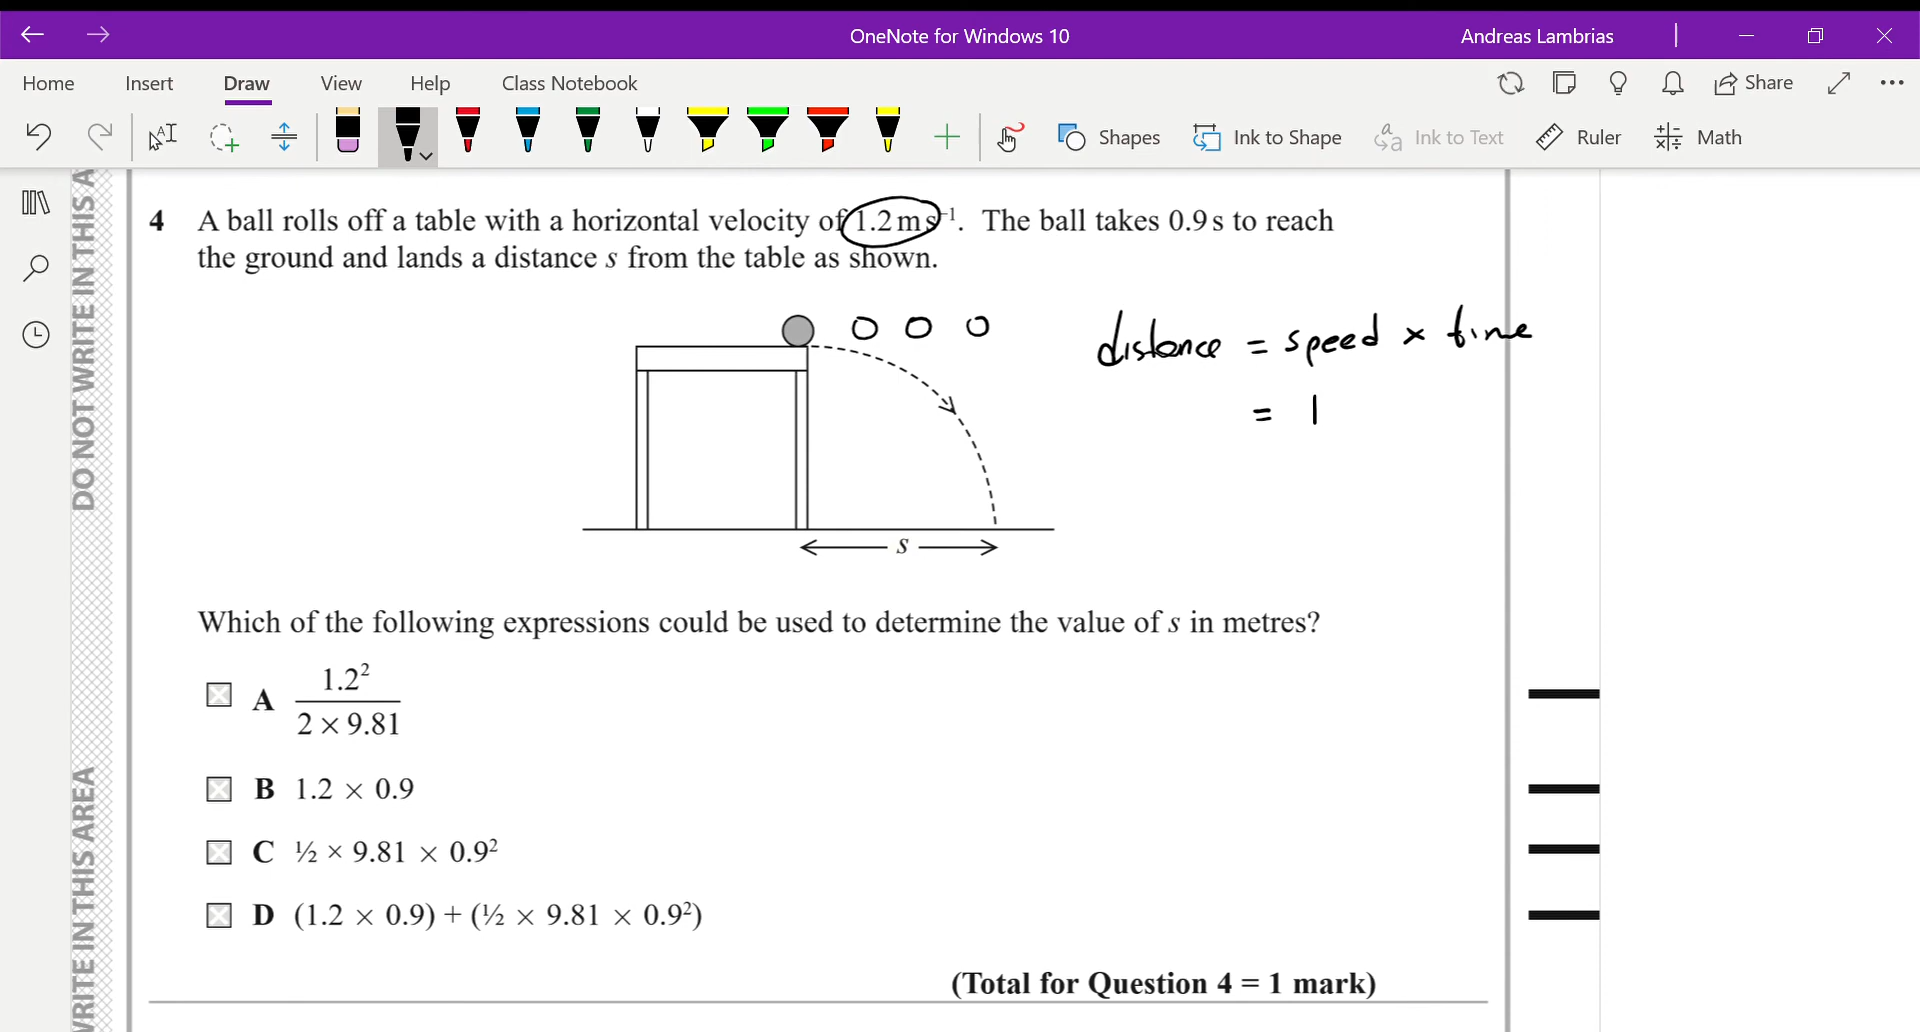 OneNote for Windows 10
Andreas Lambrias
Home Insert Draw View Help Class Notebook
Share
Shapes Ink to Shape Ink to Text Ruler Math
DO NOT WRITE IN THIS A
4 A ball rolls off a table with a horizontal velocity of 1.2 m s⁻¹. The ball takes 0.9 s to reach
the ground and lands a distance s from the table as shown.
distance = speed × time
= 1
s
Which of the following expressions could be used to determine the value of s in metres?
A 1.2² / 2 × 9.81
B 1.2 × 0.9
C ½ × 9.81 × 0.9²
D (1.2 × 0.9) + (½ × 9.81 × 0.9²)
WRITE IN THIS AREA
(Total for Question 4 = 1 mark)